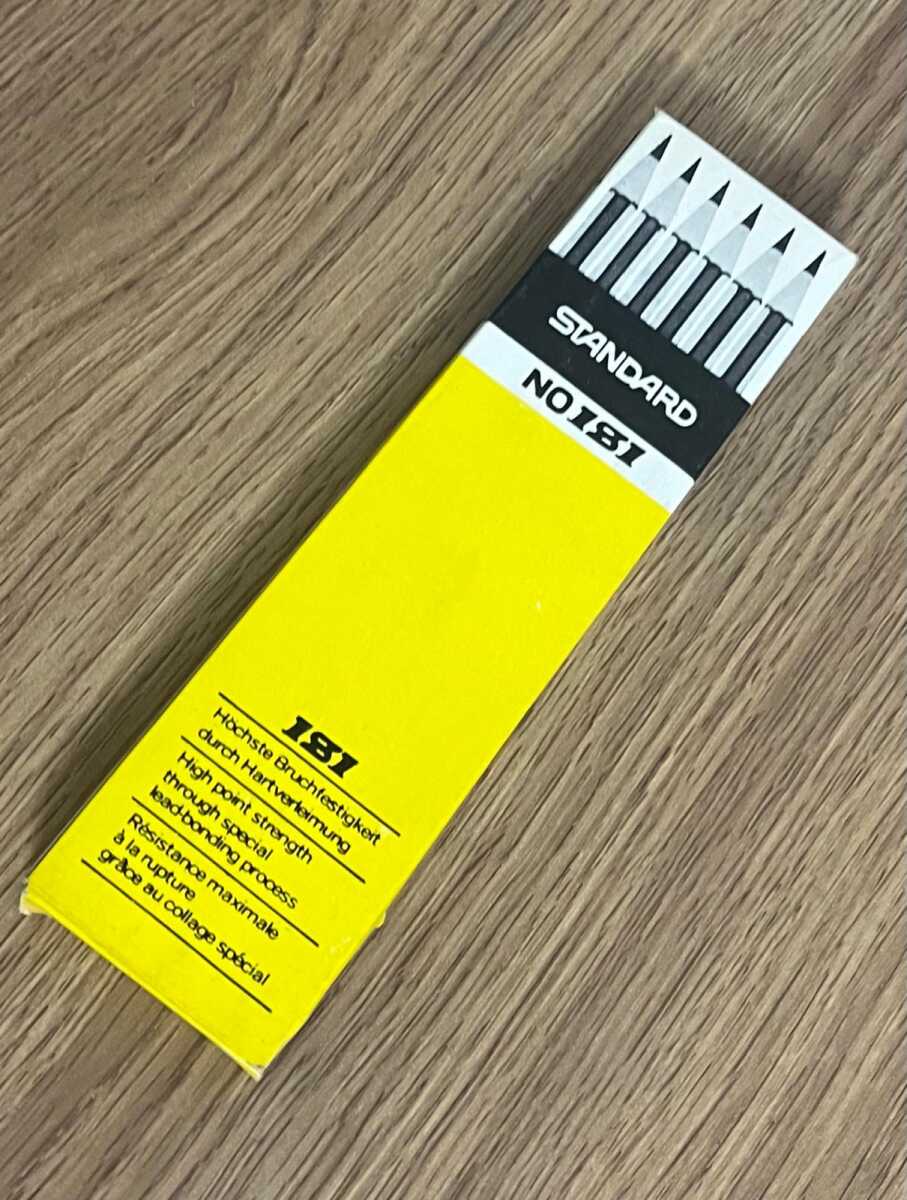 STANDARD
NO 181
181
Höchste Bruchfestigkeit
durch Hartverleimung
High point strength
through special
lead-bonding process
Résistance maximale
à la rupture
grâce au collage spécial